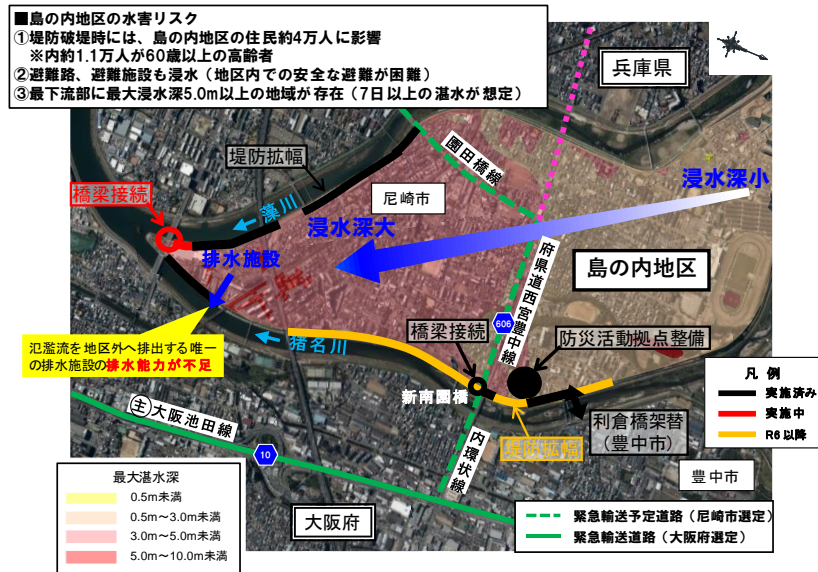 ■島の内地区の水害リスク
①堤防破堤時には、島の内地区の住民約4万人に影響
※内約1.1万人が60歳以上の高齢者
②避難路、避難施設も浸水（地区内での安全な避難が困難）
③最下流部に最大浸水深5.0m以上の地域が存在（7日以上の湛水が想定）
兵庫県
堤防拡幅
園田橋線
尼崎市
浸水深小
橋梁接続
藻川
浸水深大
排水施設
島の内地区
府県道西宮豊中線
606
橋梁接続
防災活動拠点整備
氾濫流を地区外へ排出する唯一
の排水施設の排水能力が不足
猪名川
新南園橋
凡 例
実施済み
実施中
R6以降
主 大阪池田線
10
内環状線
堤防拡幅
利倉橋架替
（豊中市）
豊中市
最大湛水深
0.5m未満
0.5m～3.0m未満
3.0m～5.0m未満
5.0m～10.0m未満
大阪府
緊急輸送予定道路（尼崎市選定）
緊急輸送道路（大阪府選定）